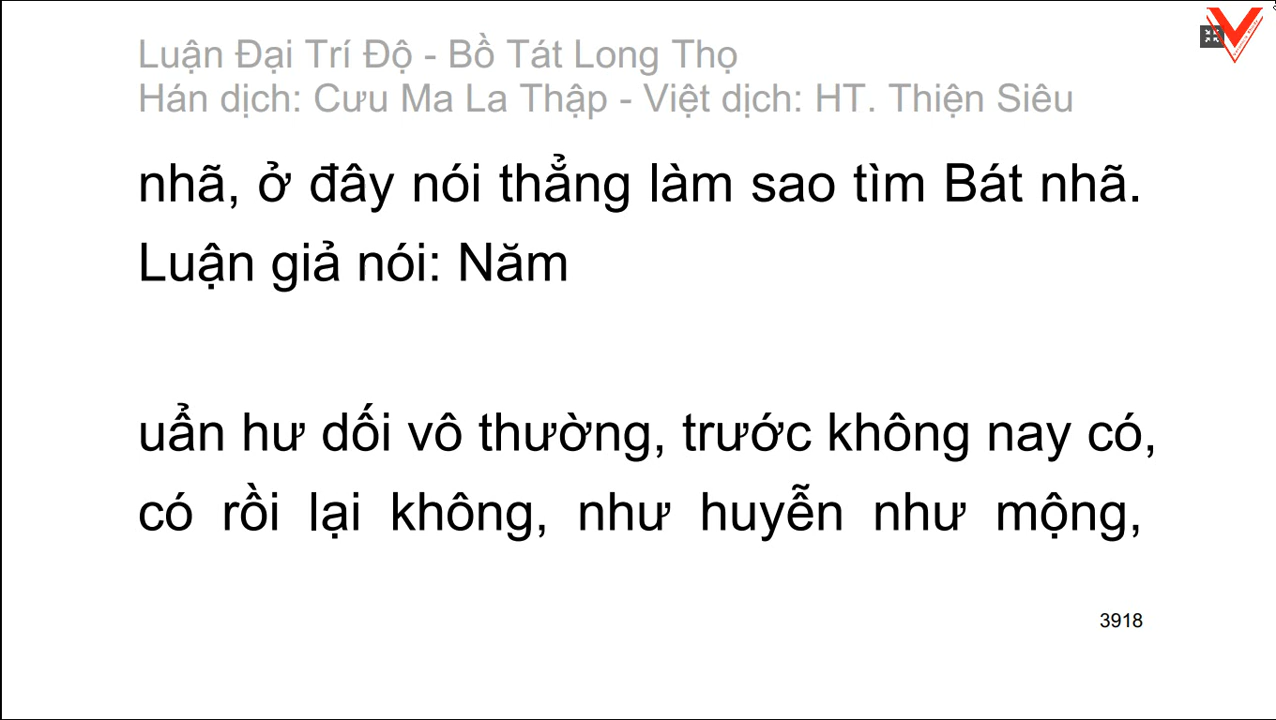 Luận Đại Trí Độ - Bồ Tát Long Thọ
Hán dịch: Cưu Ma La Thập - Việt dịch: HT. Thiện Siêu
nhã, ở đây nói thẳng làm sao tìm Bát nhã.
Luận giả nói: Năm
uẩn hư dối vô thường, trước không nay có,
có rồi lại không, như huyễn như mộng,
3918